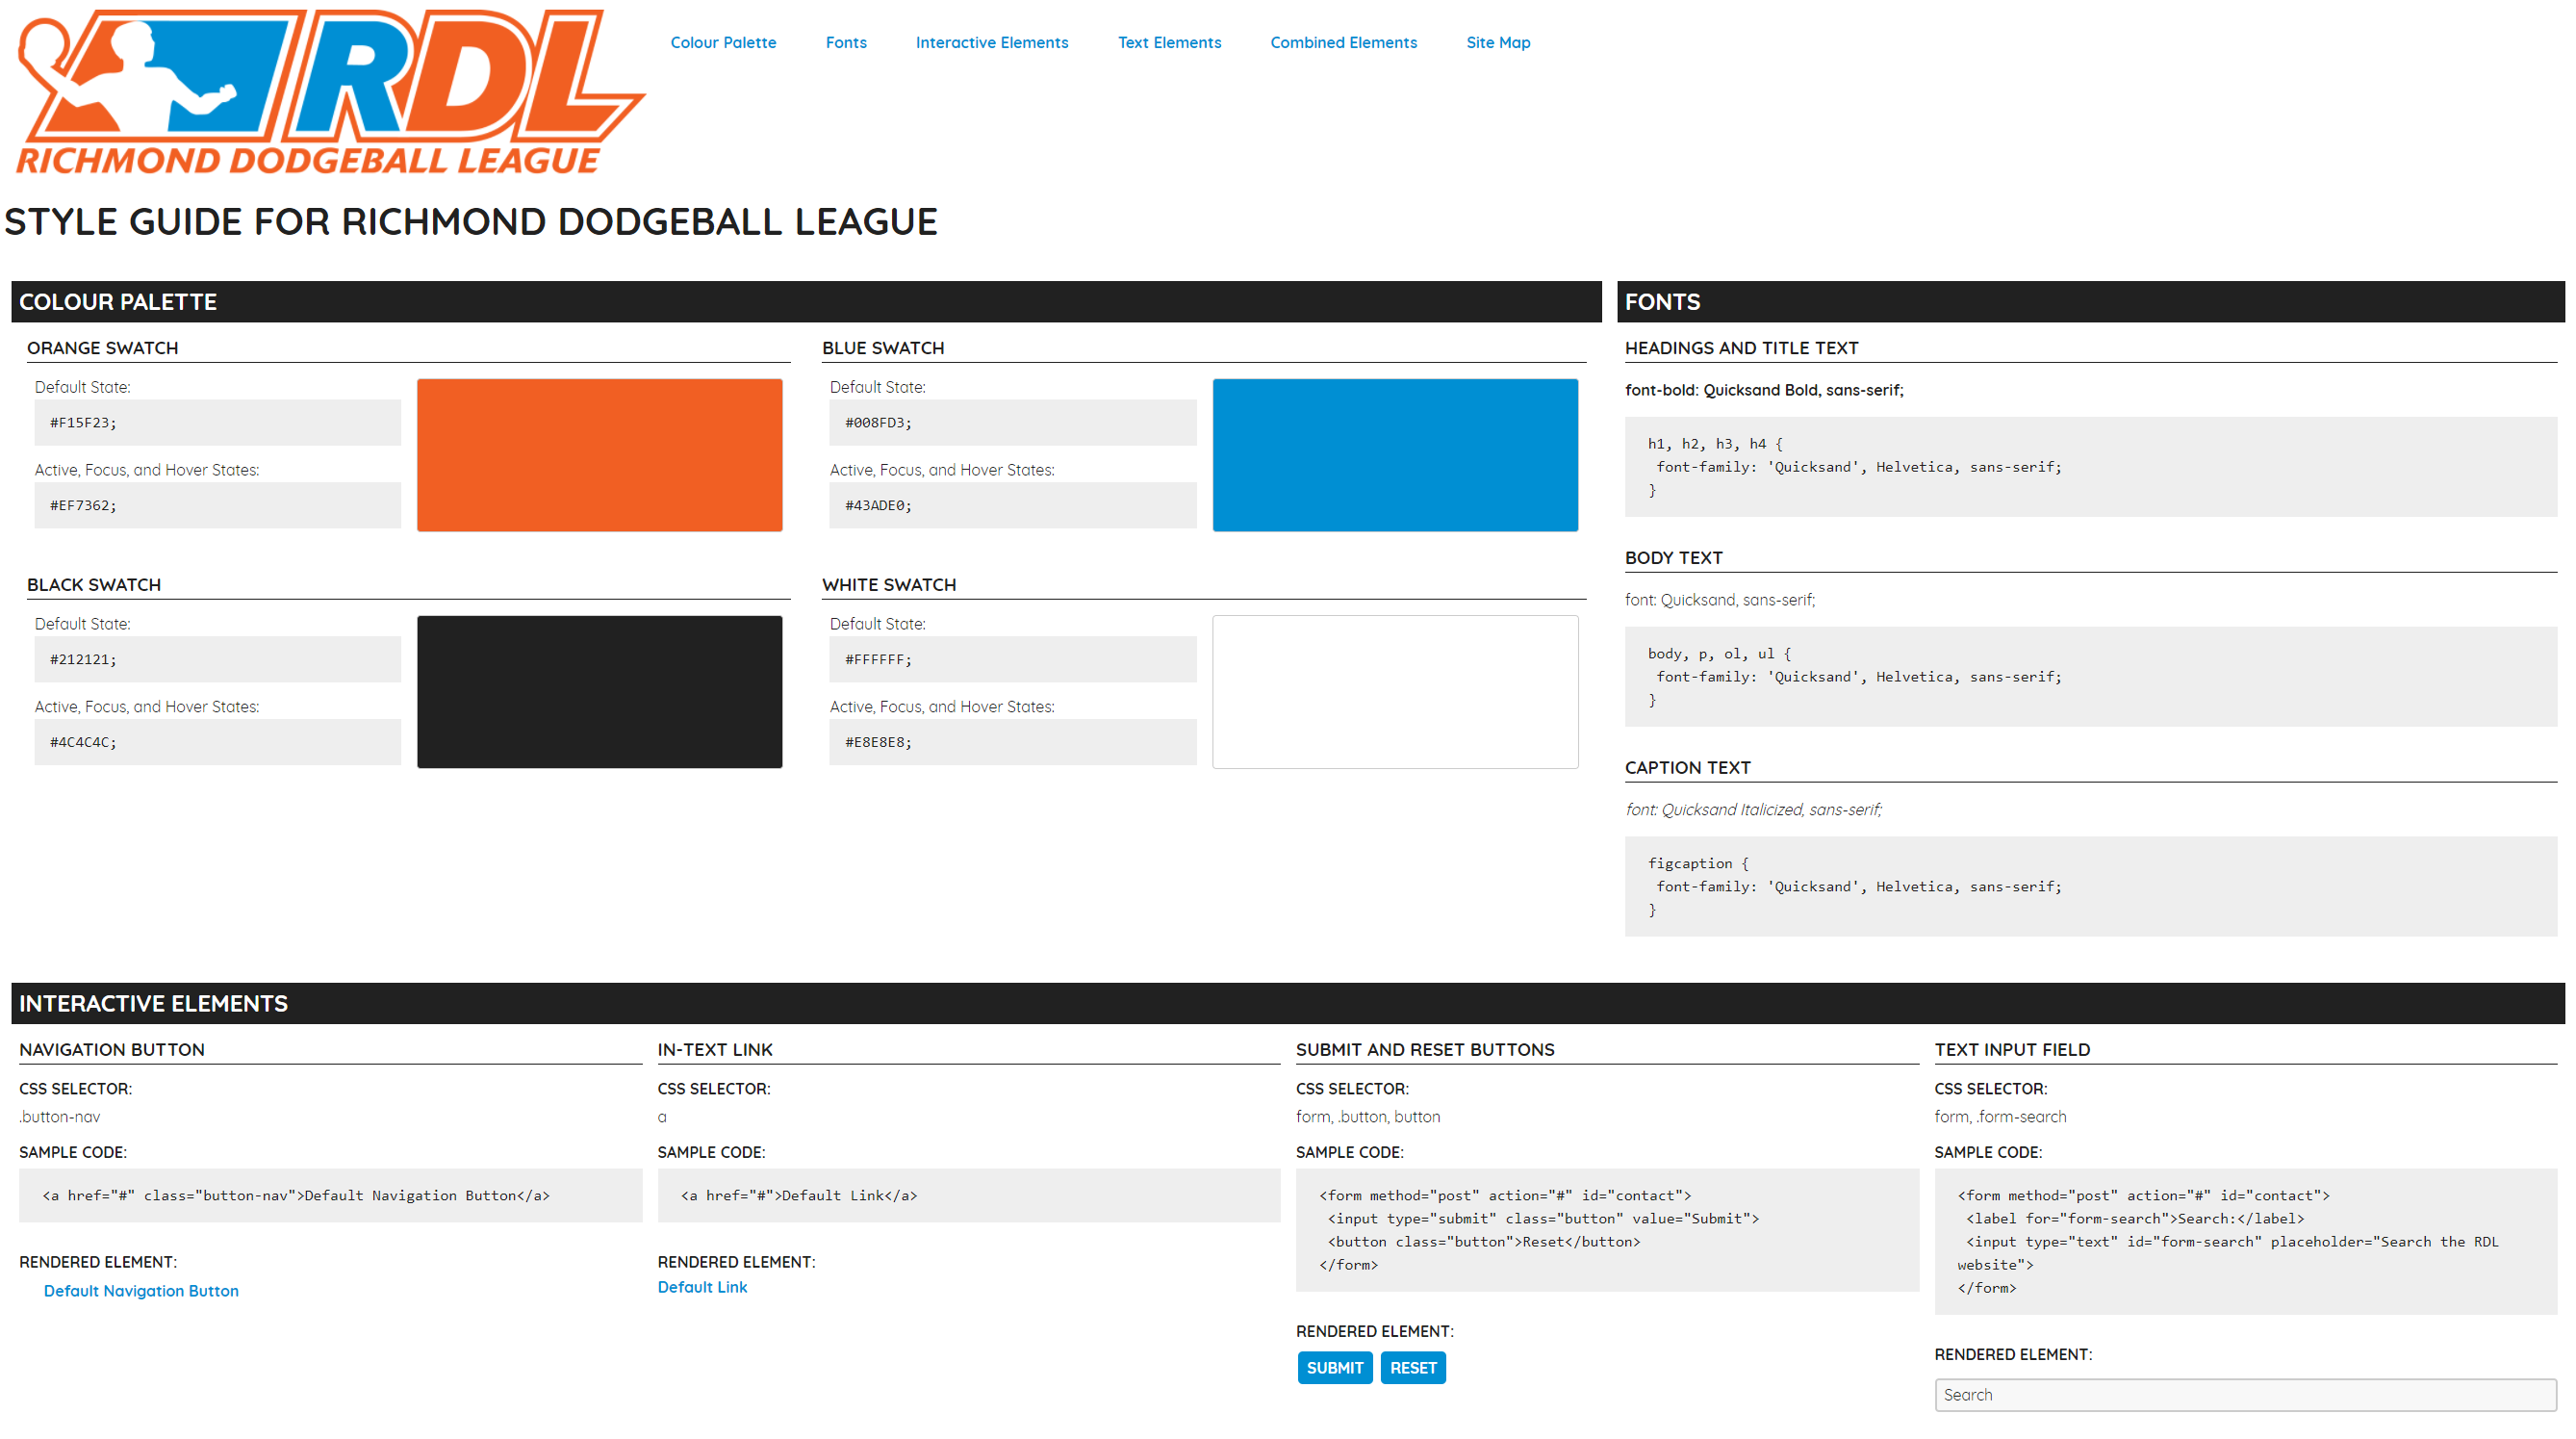 RDL
RICHMOND DODGEBALL LEAGUE
Colour Palette
Fonts
Interactive Elements
Text Elements
Combined Elements
Site Map
STYLE GUIDE FOR RICHMOND DODGEBALL LEAGUE
COLOUR PALETTE
ORANGE SWATCH
Default State:
#F15F23;
Active, Focus, and Hover States:
#EF7362;
BLUE SWATCH
Default State:
#008FD3;
Active, Focus, and Hover States:
#43ADE0;
BLACK SWATCH
Default State:
#212121;
Active, Focus, and Hover States:
#4C4C4C;
WHITE SWATCH
Default State:
#FFFFFF;
Active, Focus, and Hover States:
#E8E8E8;
FONTS
HEADINGS AND TITLE TEXT
font-bold: Quicksand Bold, sans-serif;
h1, h2, h3, h4 {
font-family: 'Quicksand', Helvetica, sans-serif;
}
BODY TEXT
font: Quicksand, sans-serif;
body, p, ol, ul {
font-family: 'Quicksand', Helvetica, sans-serif;
}
CAPTION TEXT
font: Quicksand Italicized, sans-serif;
figcaption {
font-family: 'Quicksand', Helvetica, sans-serif;
}
INTERACTIVE ELEMENTS
NAVIGATION BUTTON
CSS SELECTOR:
.button-nav
SAMPLE CODE:
<a href="#" class="button-nav">Default Navigation Button</a>
RENDERED ELEMENT:
Default Navigation Button
IN-TEXT LINK
CSS SELECTOR:
a
SAMPLE CODE:
<a href="#">Default Link</a>
RENDERED ELEMENT:
Default Link
SUBMIT AND RESET BUTTONS
CSS SELECTOR:
form, .button, button
SAMPLE CODE:
<form method="post" action="#" id="contact">
<input type="submit" class="button" value="Submit">
<button class="button">Reset</button>
</form>
RENDERED ELEMENT:
SUBMIT
RESET
TEXT INPUT FIELD
CSS SELECTOR:
form, .form-search
SAMPLE CODE:
<form method="post" action="#" id="contact">
<label for="form-search">Search:</label>
<input type="text" id="form-search" placeholder="Search the RDL
website">
</form>
RENDERED ELEMENT:
Search